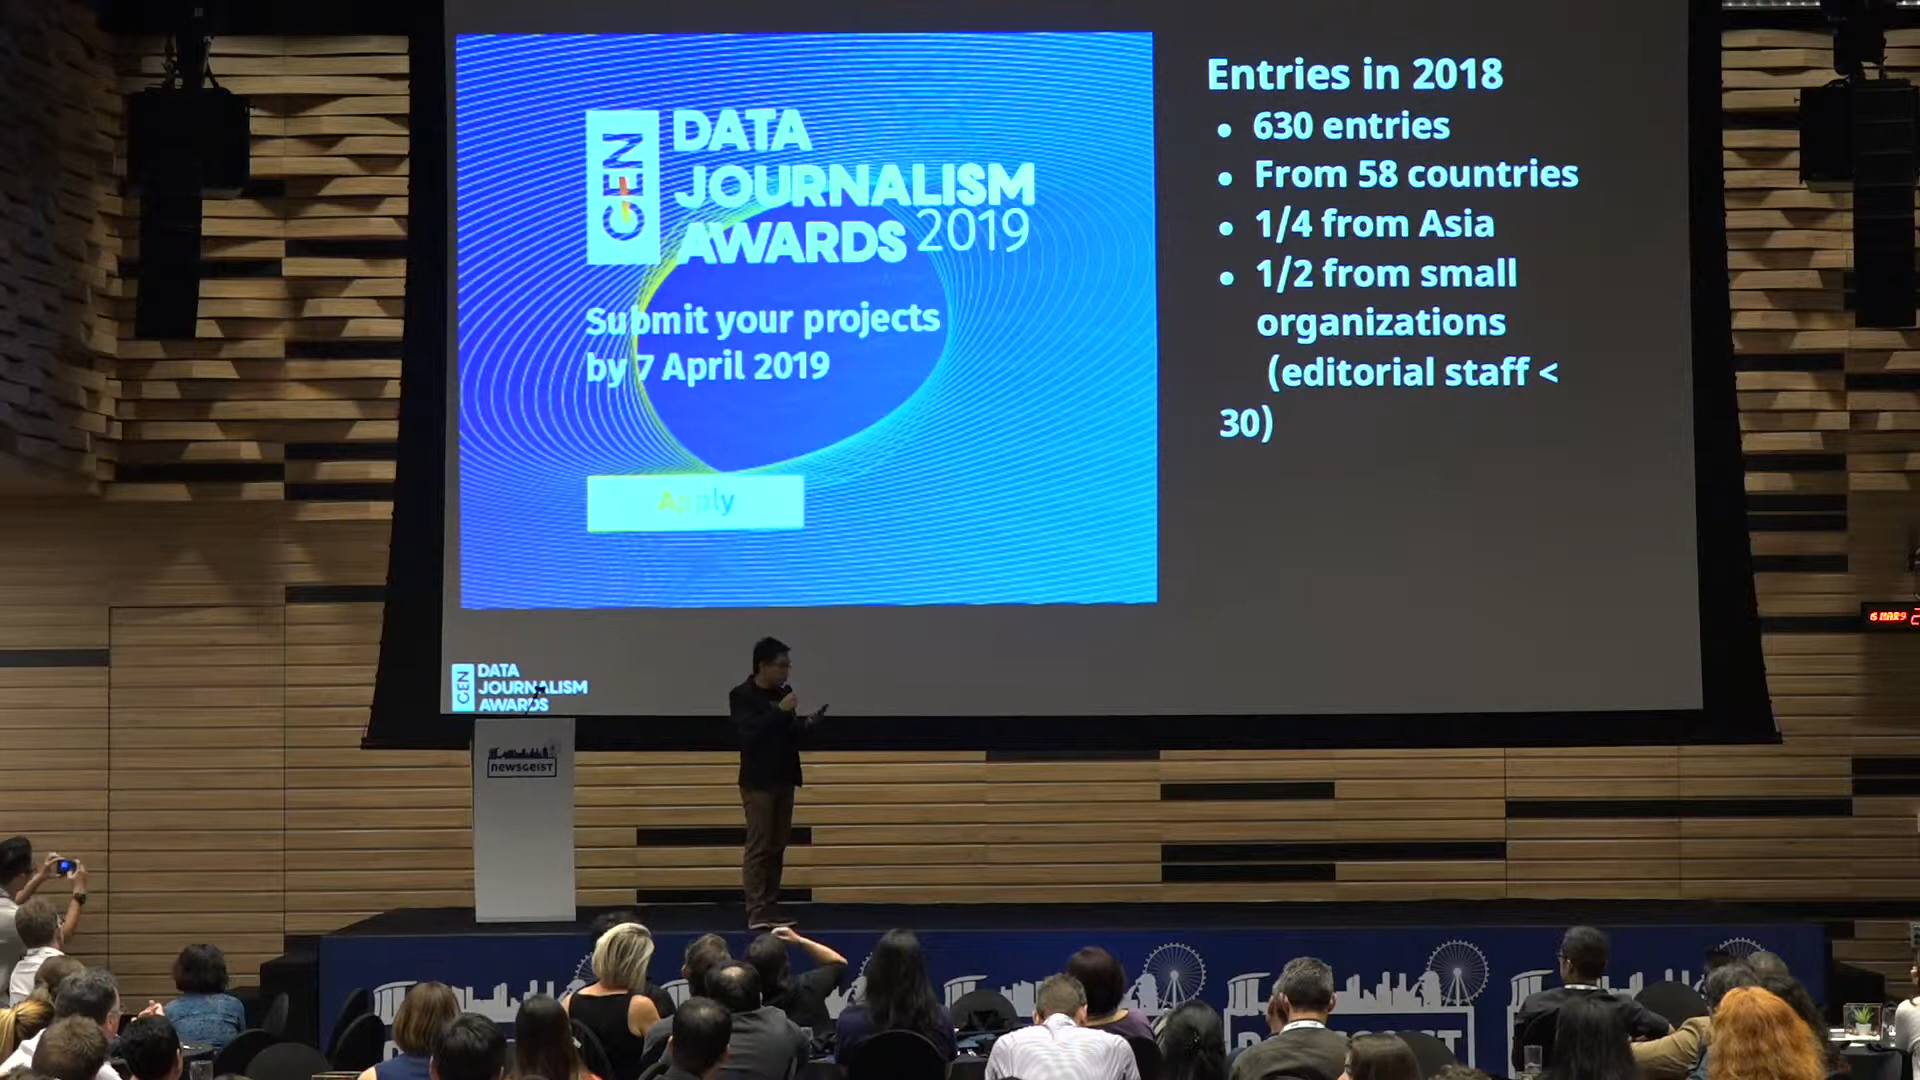 GEN
DATA
JOURNALISM
AWARDS 2019
Submit your projects
by 7 April 2019
Apply
Entries in 2018
• 630 entries
• From 58 countries
• 1/4 from Asia
• 1/2 from small
organizations
(editorial staff <
30)
GEN
DATA
JOURNALISM
AWARDS
newsgeist